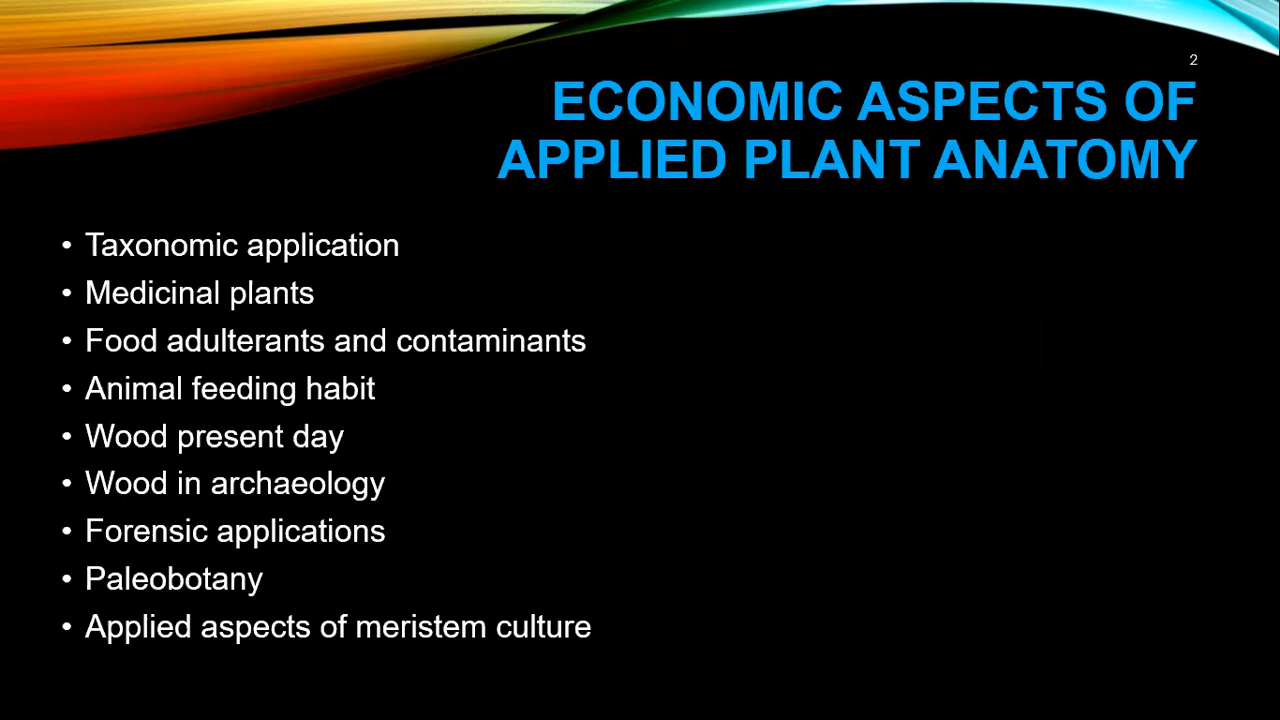 2
ECONOMIC ASPECTS OF
APPLIED PLANT ANATOMY
• Taxonomic application
• Medicinal plants
• Food adulterants and contaminants
• Animal feeding habit
• Wood present day
• Wood in archaeology
• Forensic applications
• Paleobotany
• Applied aspects of meristem culture